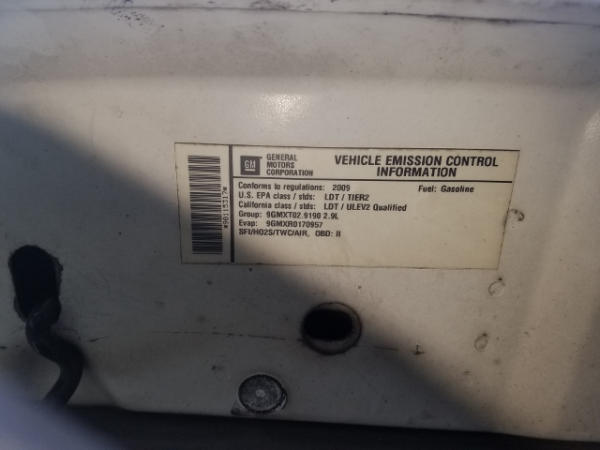 GM
GENERAL
MOTORS
CORPORATION
VEHICLE EMISSION CONTROL
INFORMATION
Conforms to regulations: 2009 Fuel: Gasoline
U.S. EPA class / stds: LDT / TIER2
California class / stds: LDT / ULEV2 Qualified
Group: 9GMXT02.9190 2.9L
Evap: 9GMXR0170957
SFI/HO2S/TWC/AIR, OBD: II